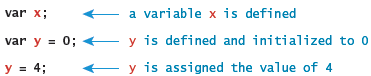 var x; a variable x is defined
var y = 0; y is defined and initialized to 0
y = 4; y is assigned the value of 4